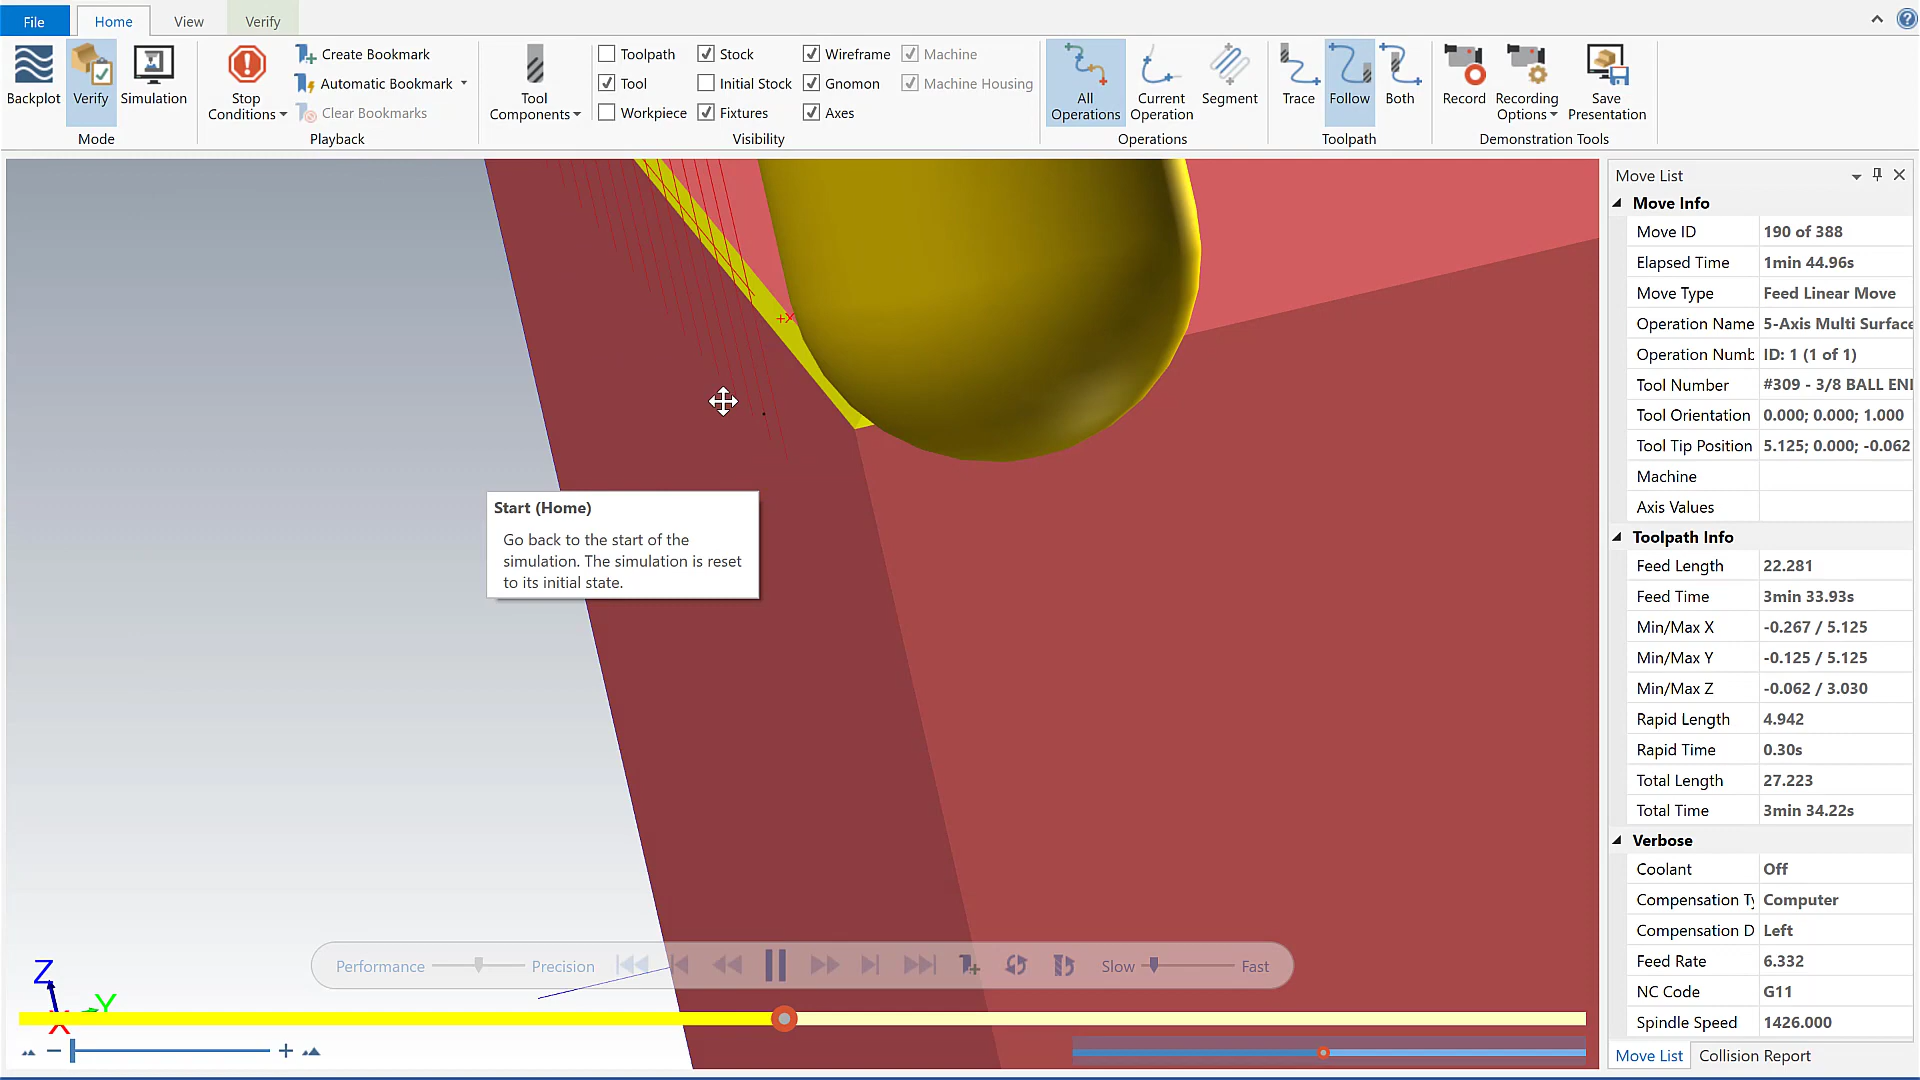 File Home View Verify
Backplot Verify Simulation
Mode
Stop Conditions
Create Bookmark
Automatic Bookmark
Clear Bookmarks
Playback
Tool Components
Toolpath Stock Wireframe Machine
Tool Initial Stock Gnomon Machine Housing
Workpiece Fixtures Axes
Visibility
All Operations
Current Operation
Segment
Operations
Trace Follow Both
Toolpath
Record
Recording Options
Save Presentation
Demonstration Tools
+X
Start (Home)
Go back to the start of the
simulation. The simulation is reset
to its initial state.
Z
Y
X
Performance Precision Slow Fast
Move List
Move Info
Move ID 190 of 388
Elapsed Time 1min 44.96s
Move Type Feed Linear Move
Operation Name 5-Axis Multi Surface
Operation Numb ID: 1 (1 of 1)
Tool Number #309 - 3/8 BALL EN
Tool Orientation 0.000; 0.000; 1.000
Tool Tip Position 5.125; 0.000; -0.062
Machine
Axis Values
Toolpath Info
Feed Length 22.281
Feed Time 3min 33.93s
Min/Max X -0.267 / 5.125
Min/Max Y -0.125 / 5.125
Min/Max Z -0.062 / 3.030
Rapid Length 4.942
Rapid Time 0.30s
Total Length 27.223
Total Time 3min 34.22s
Verbose
Coolant Off
Compensation Ty Computer
Compensation D Left
Feed Rate 6.332
NC Code G11
Spindle Speed 1426.000
Move List Collision Report